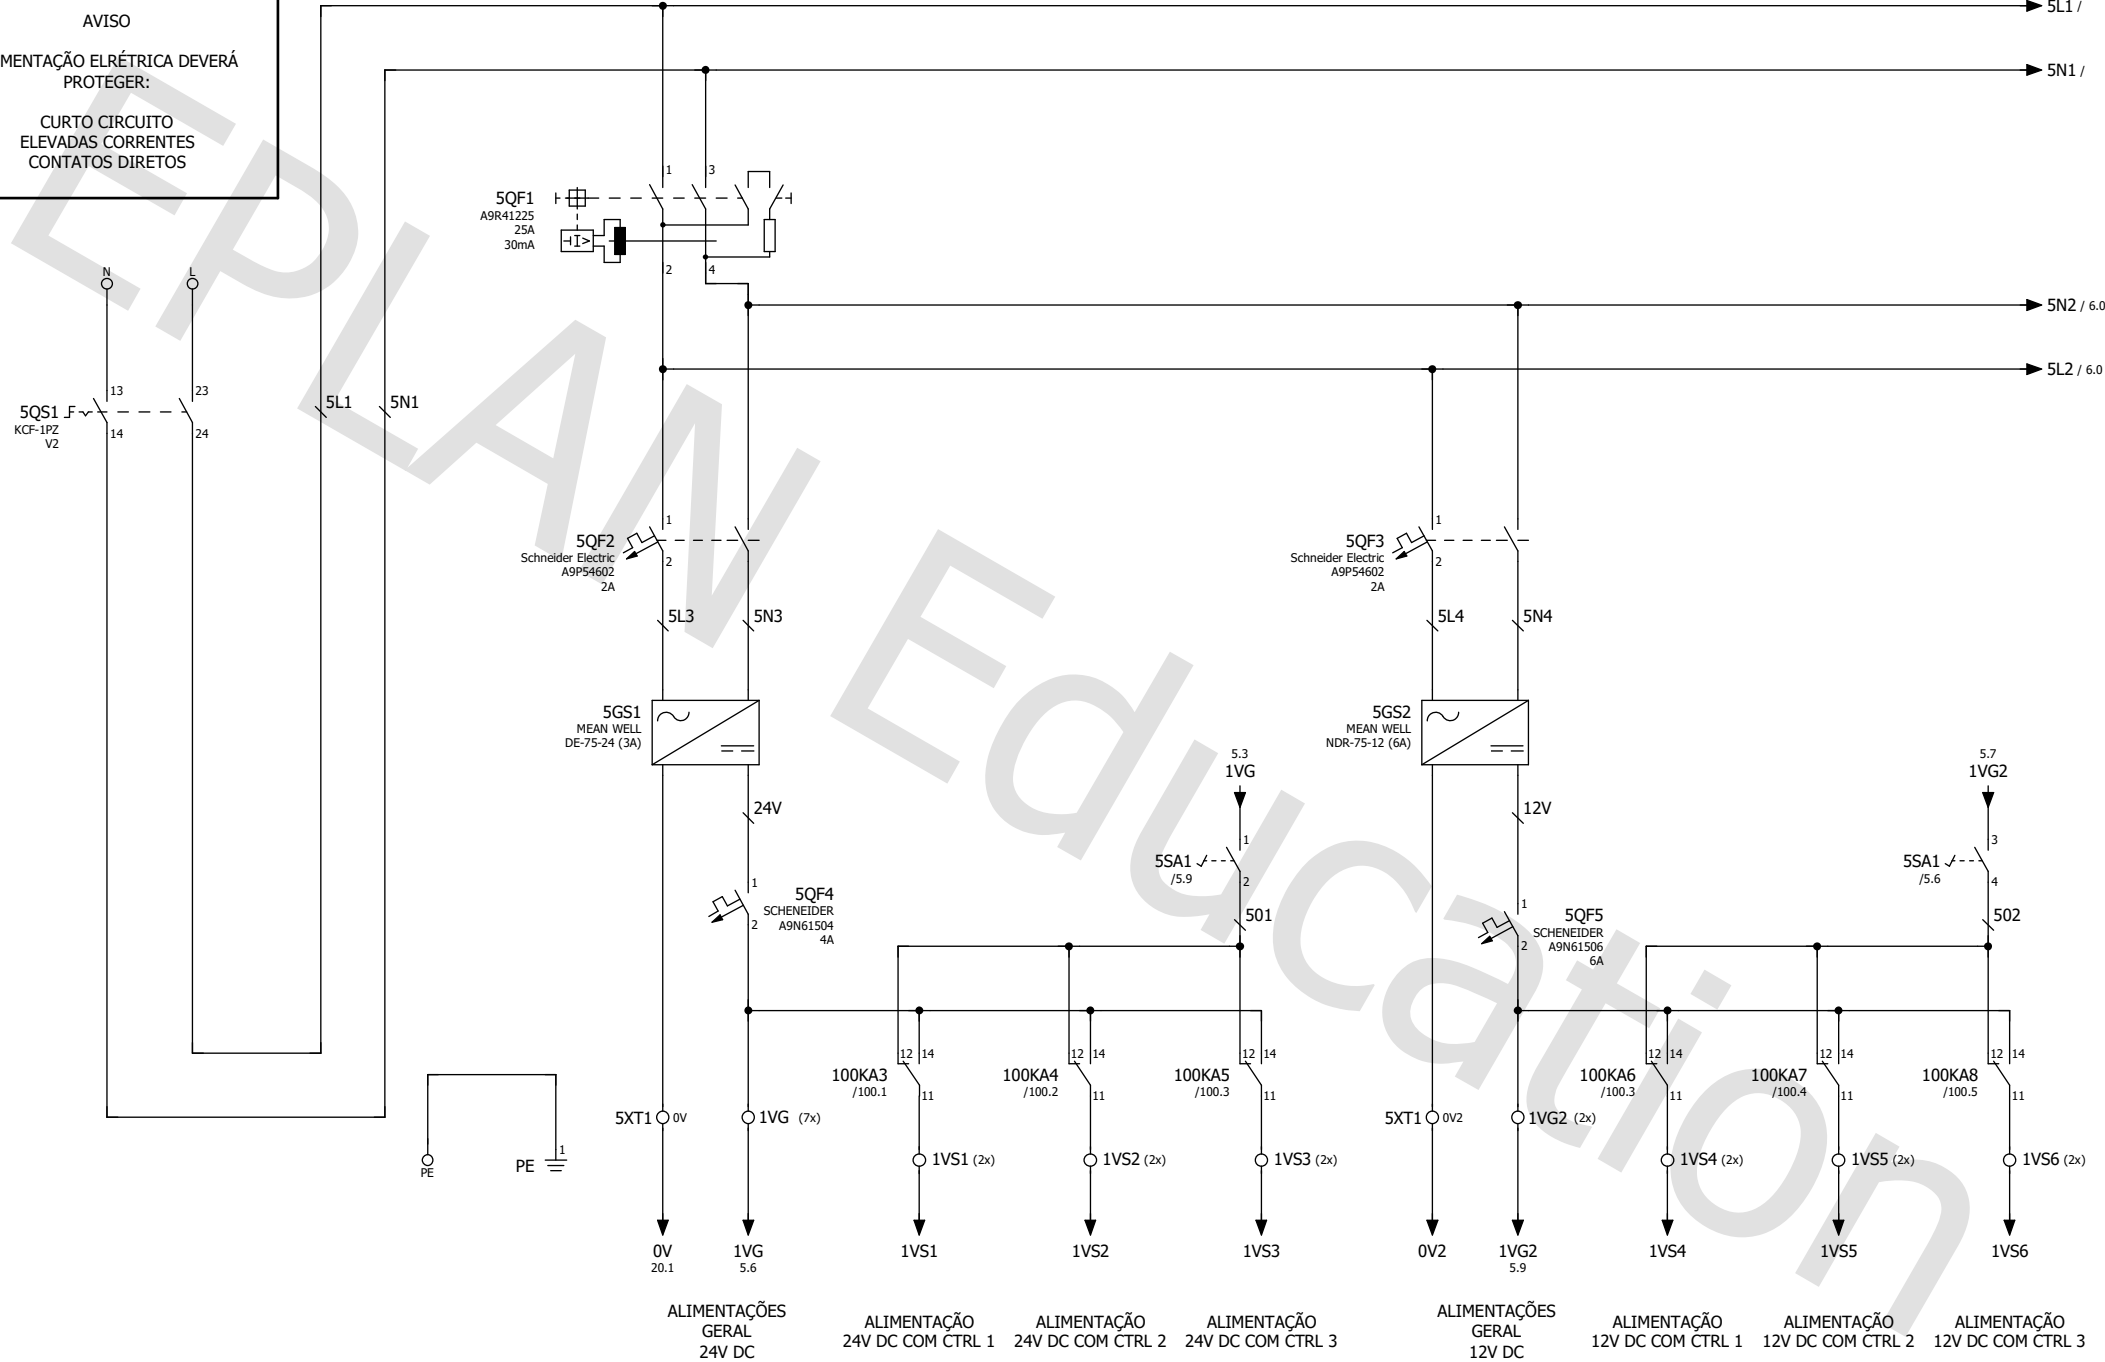 AVISO
MENTAÇÃO ELRÉTRICA DEVERÁ
PROTEGER:
CURTO CIRCUITO
ELEVADAS CORRENTES
CONTATOS DIRETOS
5L1 /
5N1 /
1 3
5QF1
A9R41225
25A
30mA
I>
2 4
N L
5N2 / 6.0
5L2 / 6.0
13 23
5QS1
KCF-1PZ
V2
14 24
5L1 5N1
1
5QF2
Schneider Electric
A9P54602
2A
2
1
5QF3
Schneider Electric
A9P54602
2A
2
5L3 5N3
5L4 5N4
5GS1
MEAN WELL
DE-75-24 (3A)
5GS2
MEAN WELL
NDR-75-12 (6A)
5.3
1VG
5.7
1VG2
24V
12V
1
5SA1
/5.9
2
501
3
5SA1
/5.6
4
502
1
5QF4
SCHENEIDER
A9N61504
4A
2
1
5QF5
SCHENEIDER
A9N61506
6A
2
12 14
100KA3
/100.1
11
12 14
100KA4
/100.2
11
12 14
100KA5
/100.3
11
12 14
100KA6
/100.3
11
12 14
100KA7
/100.4
11
12 14
100KA8
/100.5
11
PE
PE 1
5XT1 0V
1VG (7x)
5XT1 0V2
1VG2 (2x)
1VS1 (2x)
1VS2 (2x)
1VS3 (2x)
1VS4 (2x)
1VS5 (2x)
1VS6 (2x)
0V
20.1
1VG
5.6
1VS1
1VS2
1VS3
0V2
1VG2
5.9
1VS4
1VS5
1VS6
ALIMENTAÇÕES
GERAL
24V DC
ALIMENTAÇÃO
24V DC COM CTRL 1
ALIMENTAÇÃO
24V DC COM CTRL 2
ALIMENTAÇÃO
24V DC COM CTRL 3
ALIMENTAÇÕES
GERAL
12V DC
ALIMENTAÇÃO
12V DC COM CTRL 1
ALIMENTAÇÃO
12V DC COM CTRL 2
ALIMENTAÇÃO
12V DC COM CTRL 3
EPLAN Education